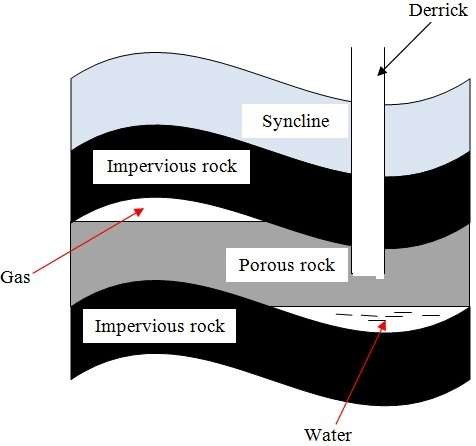 Derrick
Syncline
Impervious rock
Porous rock
Gas
Impervious rock
Water